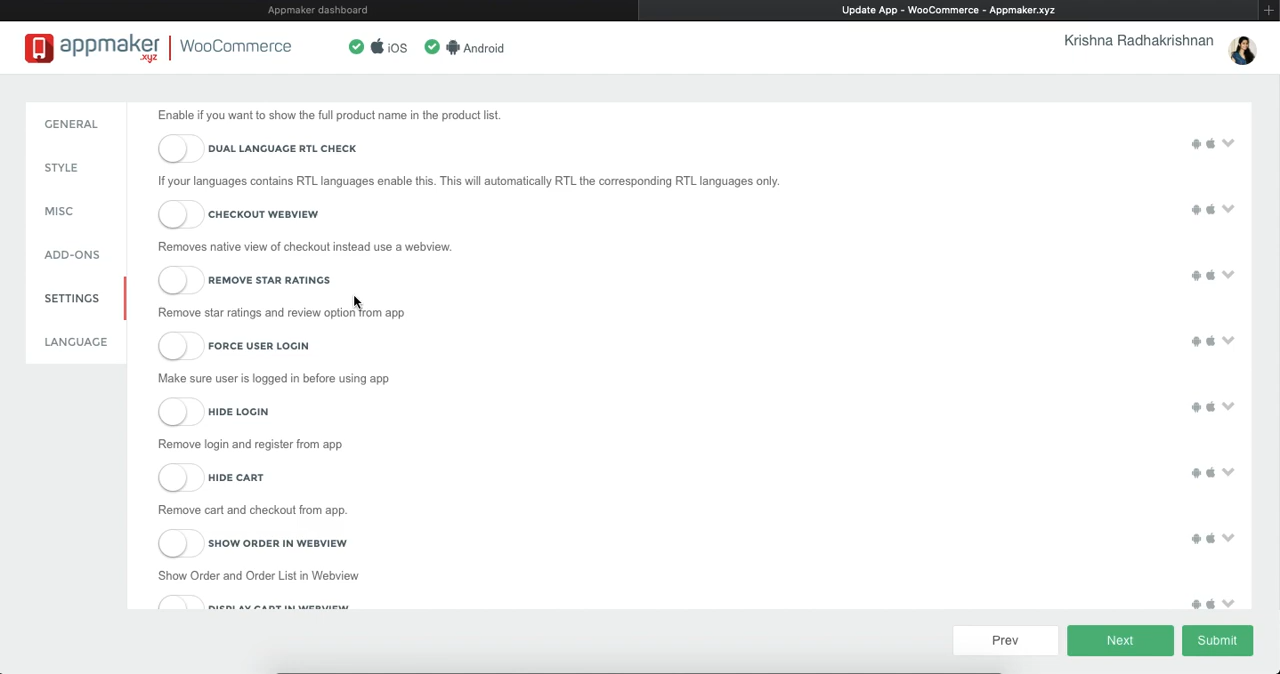 Appmaker dashboard
Update App - WooCommerce - Appmaker.xyz
appmaker .xyz | WooCommerce
iOS
Android
Krishna Radhakrishnan
GENERAL
STYLE
MISC
ADD-ONS
SETTINGS
LANGUAGE
Enable if you want to show the full product name in the product list.
DUAL LANGUAGE RTL CHECK
If your languages contains RTL languages enable this. This will automatically RTL the corresponding RTL languages only.
CHECKOUT WEBVIEW
Removes native view of checkout instead use a webview.
REMOVE STAR RATINGS
Remove star ratings and review option from app
FORCE USER LOGIN
Make sure user is logged in before using app
HIDE LOGIN
Remove login and register from app
HIDE CART
Remove cart and checkout from app.
SHOW ORDER IN WEBVIEW
Show Order and Order List in Webview
DISPLAY CART IN WEBVIEW
Prev
Next
Submit